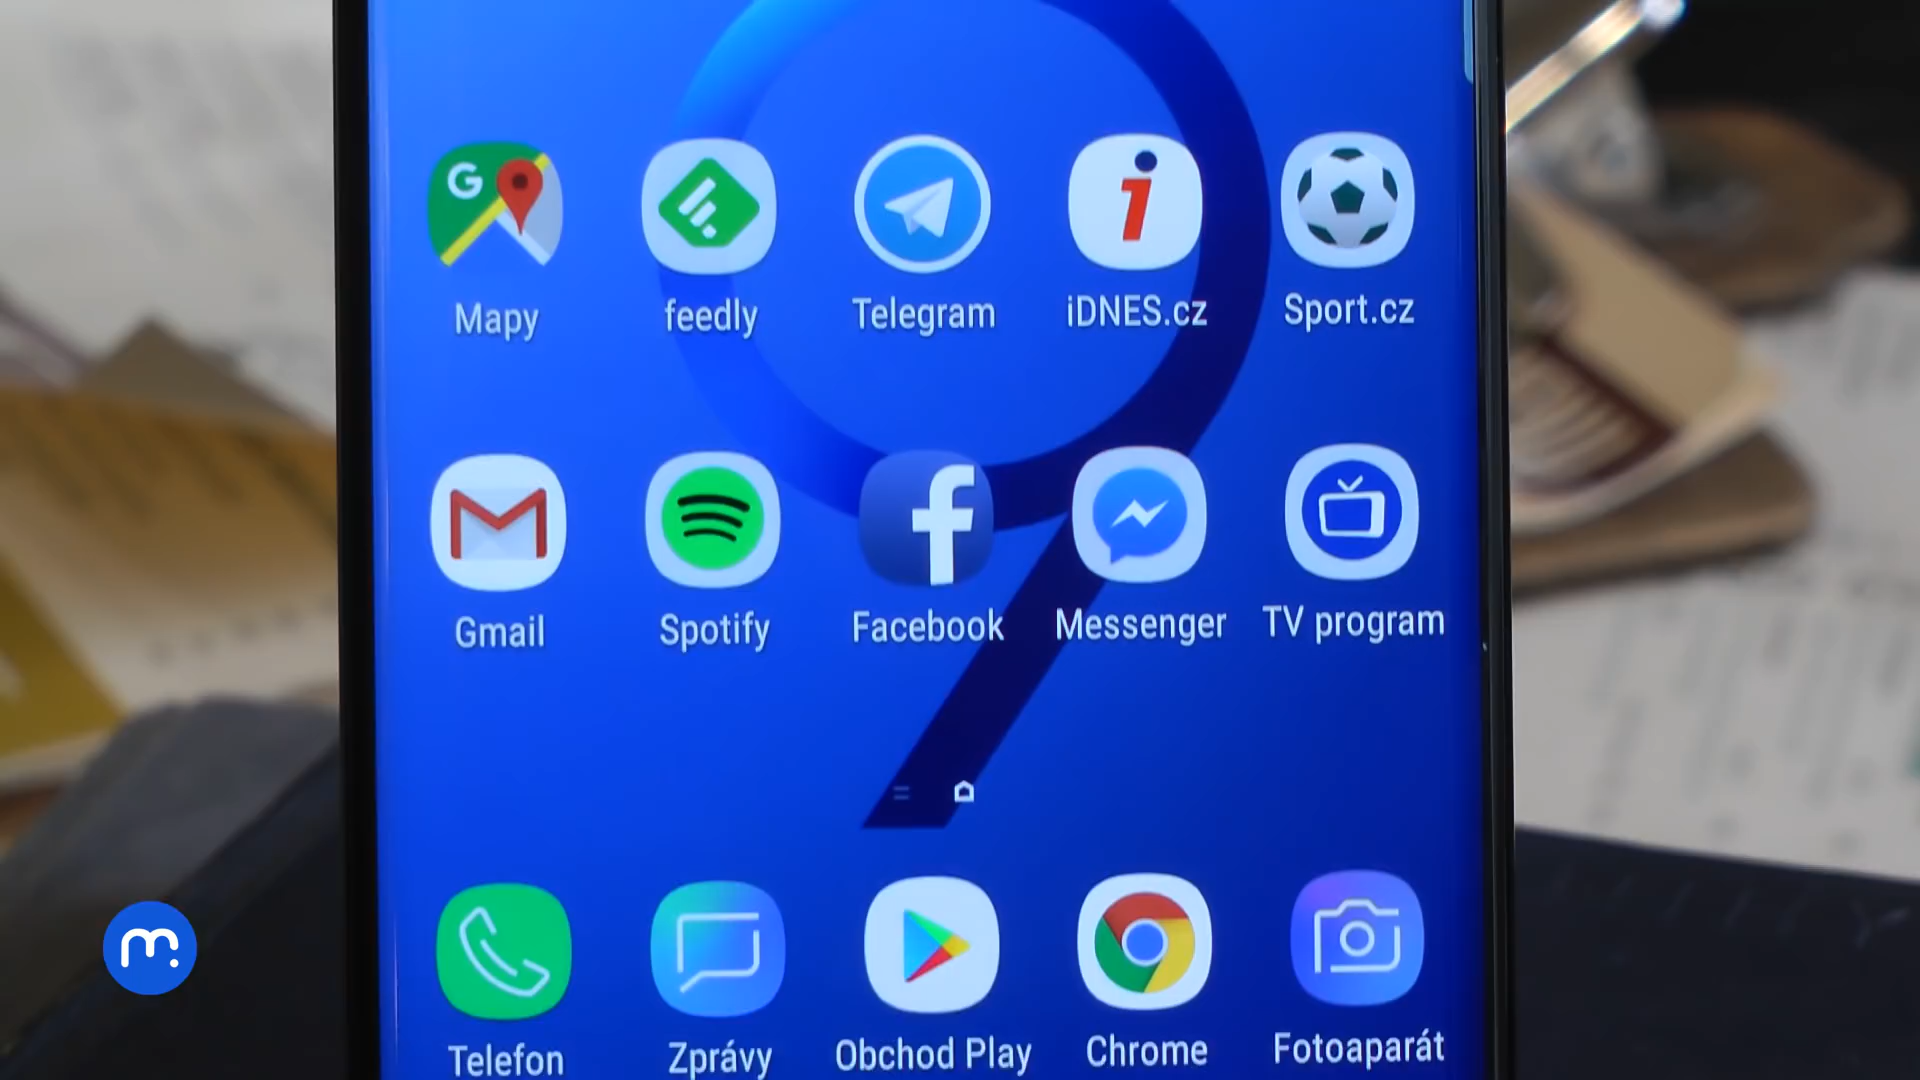 Mapy
feedly
Telegram
iDNES.cz
Sport.cz
Gmail
Spotify
Facebook
Messenger
TV program
Telefon
Zprávy
Obchod Play
Chrome
Fotoaparát
m.